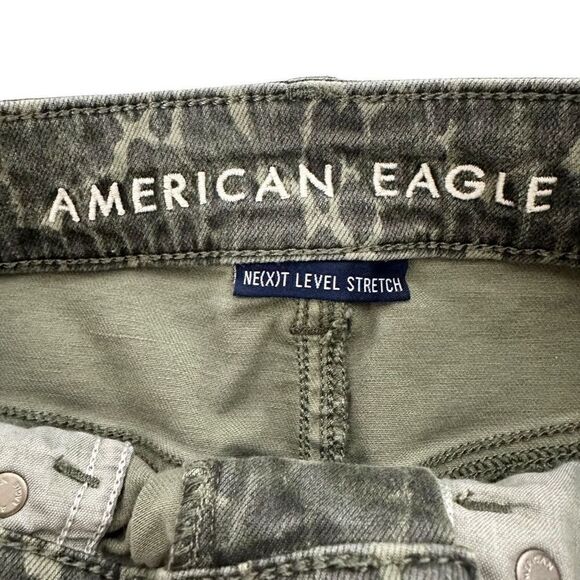 AMERICAN EAGLE
NE(X)T LEVEL STRETCH